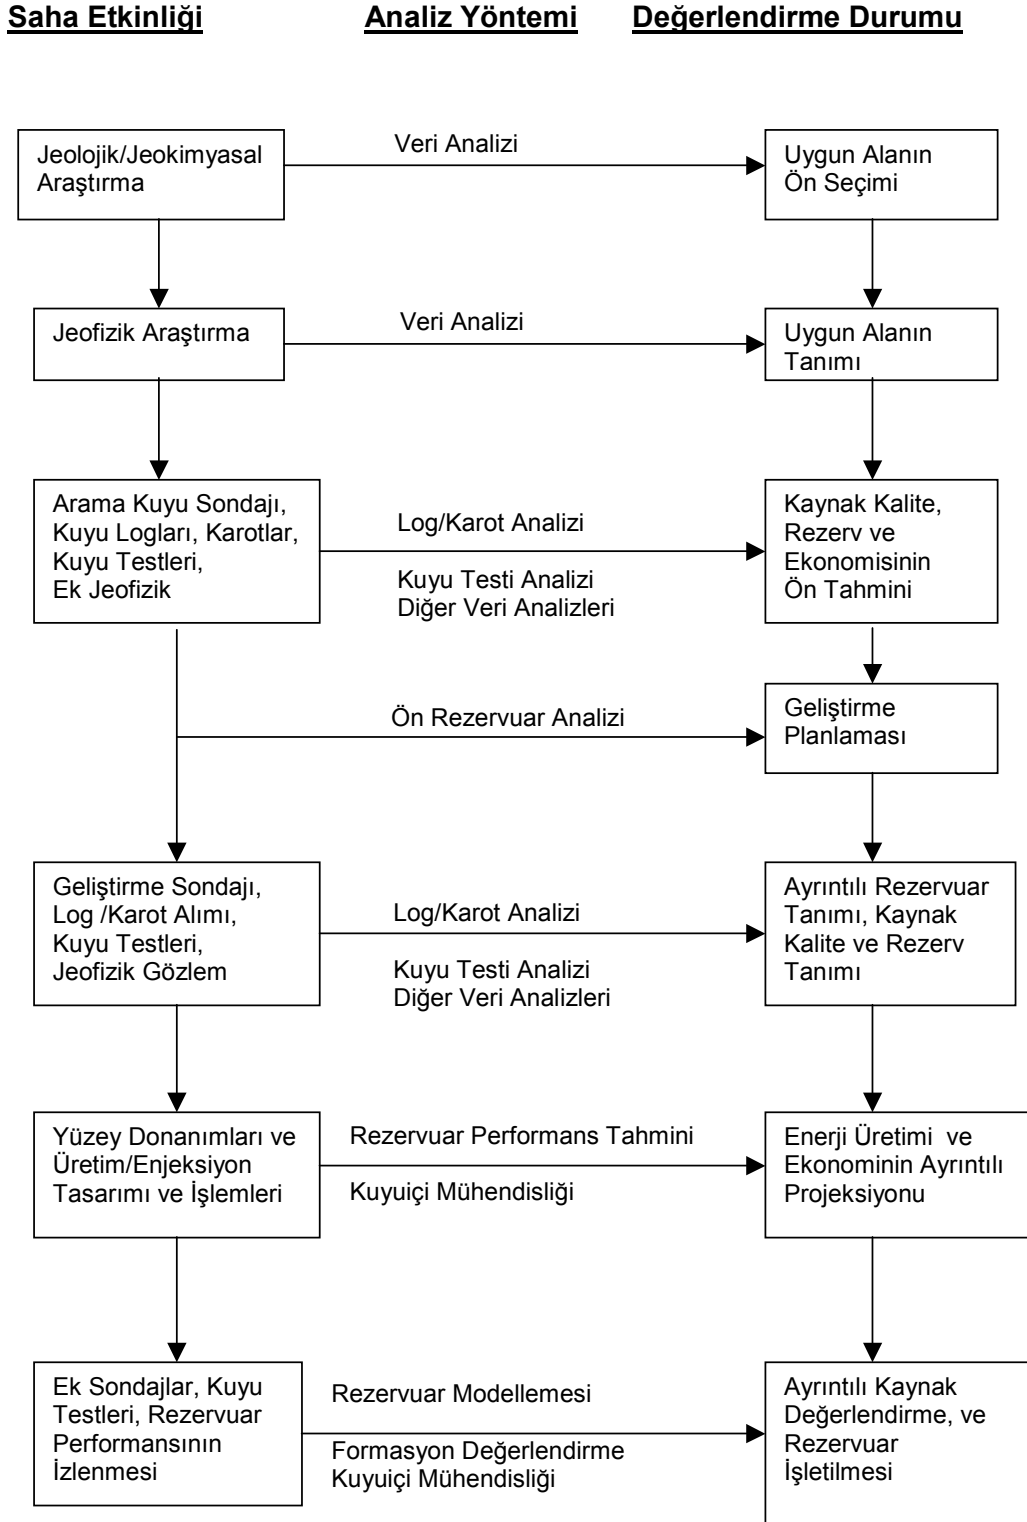 Saha Etkinliği Analiz Yöntemi Değerlendirme Durumu
Jeolojik/Jeokimyasal
Araştırma
Veri Analizi
Uygun Alanın
Ön Seçimi
Jeofizik Araştırma
Veri Analizi
Uygun Alanın
Tanımı
Arama Kuyu Sondajı,
Kuyu Logları, Karotlar,
Kuyu Testleri,
Ek Jeofizik
Log/Karot Analizi
Kuyu Testi Analizi
Diğer Veri Analizleri
Kaynak Kalite,
Rezerv ve
Ekonomisinin
Ön Tahmini
Ön Rezervuar Analizi
Geliştirme
Planlaması
Geliştirme Sondajı,
Log /Karot Alımı,
Kuyu Testleri,
Jeofizik Gözlem
Log/Karot Analizi
Kuyu Testi Analizi
Diğer Veri Analizleri
Ayrıntılı Rezervuar
Tanımı, Kaynak
Kalite ve Rezerv
Tanımı
Yüzey Donanımları ve
Üretim/Enjeksiyon
Tasarımı ve İşlemleri
Rezervuar Performans Tahmini
Kuyuiçi Mühendisliği
Enerji Üretimi ve
Ekonominin Ayrıntılı
Projeksiyonu
Ek Sondajlar, Kuyu
Testleri, Rezervuar
Performansının
İzlenmesi
Rezervuar Modellemesi
Formasyon Değerlendirme
Kuyuiçi Mühendisliği
Ayrıntılı Kaynak
Değerlendirme, ve
Rezervuar
İşletilmesi